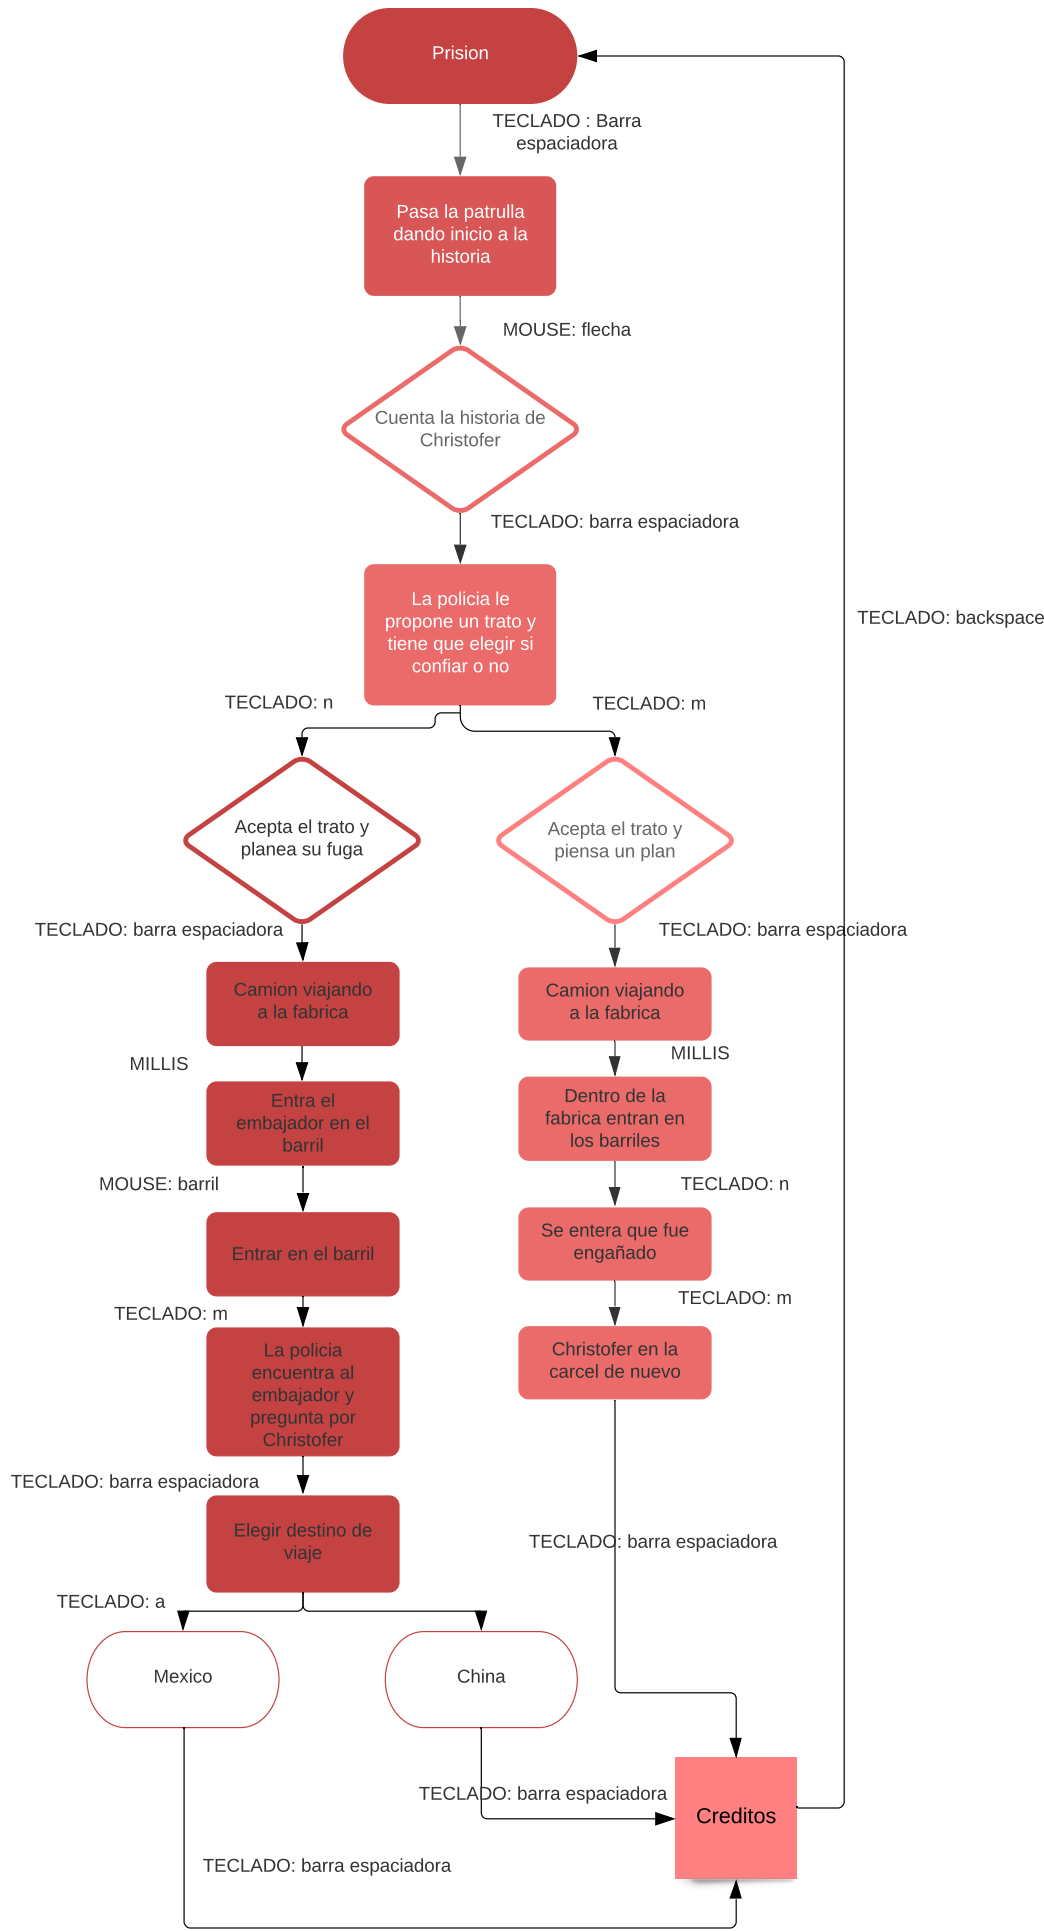 Prision
TECLADO : Barra
espaciadora
Pasa la patrulla
dando inicio a la
historia
MOUSE: flecha
Cuenta la historia de
Christofer
TECLADO: barra espaciadora
La policia le
propone un trato y
tiene que elegir si
confiar o no
TECLADO: backspace
TECLADO: n
TECLADO: m
Acepta el trato y
planea su fuga
Acepta el trato y
piensa un plan
TECLADO: barra espaciadora
TECLADO: barra espaciadora
Camion viajando
a la fabrica
Camion viajando
a la fabrica
MILLIS
MILLIS
Entra el
embajador en el
barril
Dentro de la
fabrica entran en
los barriles
MOUSE: barril
TECLADO: n
Entrar en el barril
Se entera que fue
engañado
TECLADO: m
TECLADO: m
La policia
encuentra al
embajador y
pregunta por
Christofer
Christofer en la
carcel de nuevo
TECLADO: barra espaciadora
Elegir destino de
viaje
TECLADO: barra espaciadora
TECLADO: a
Mexico
China
TECLADO: barra espaciadora
Creditos
TECLADO: barra espaciadora